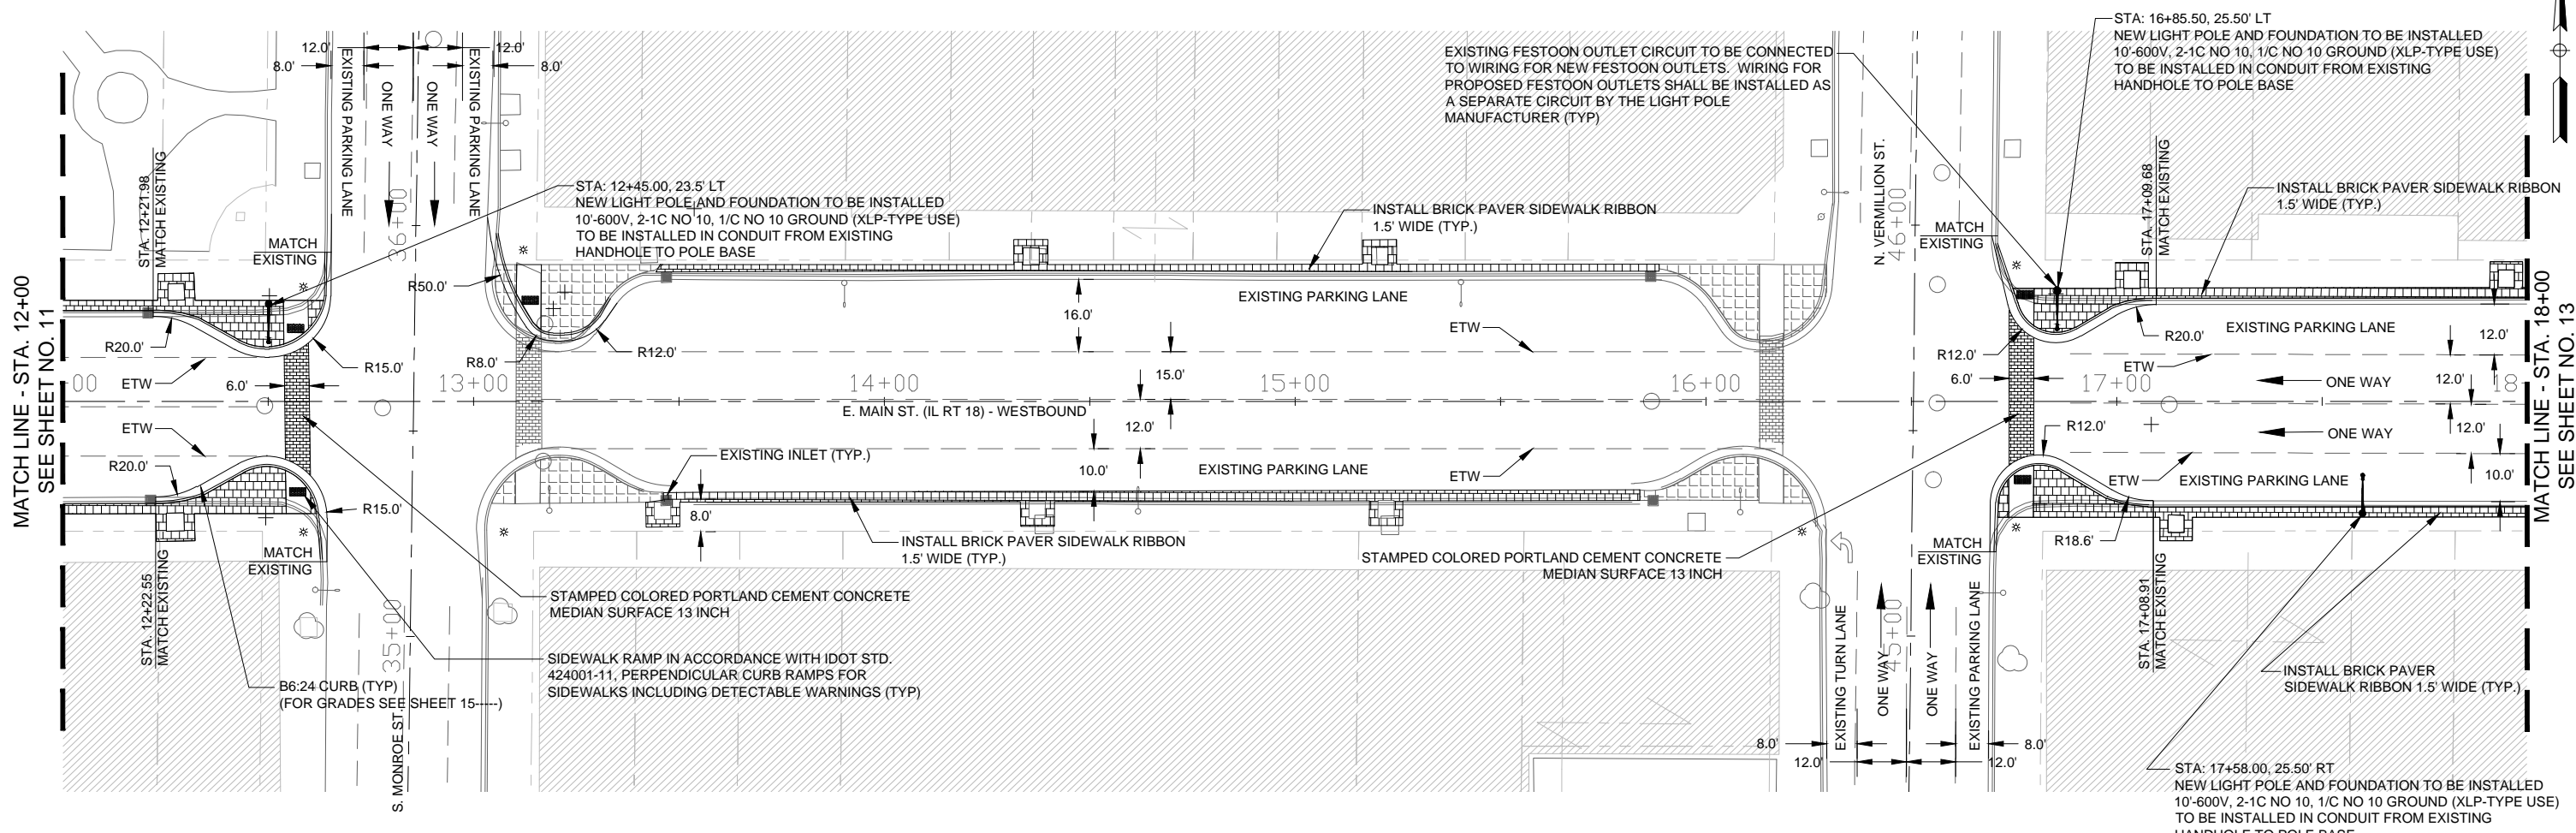 MATCH LINE - STA. 12+00
SEE SHEET NO. 11
12.0'
12.0'
8.0'
8.0'
EXISTING PARKING LANE
ONE WAY
ONE WAY
EXISTING PARKING LANE
36+00
STA. 12+21.98
MATCH EXISTING
MATCH
EXISTING
STA: 12+45.00, 23.5' LT
NEW LIGHT POLE AND FOUNDATION TO BE INSTALLED
10'-600V, 2-1C NO 10, 1/C NO 10 GROUND (XLP-TYPE USE)
TO BE INSTALLED IN CONDUIT FROM EXISTING
HANDHOLE TO POLE BASE
EXISTING FESTOON OUTLET CIRCUIT TO BE CONNECTED
TO WIRING FOR NEW FESTOON OUTLETS. WIRING FOR
PROPOSED FESTOON OUTLETS SHALL BE INSTALLED AS
A SEPARATE CIRCUIT BY THE LIGHT POLE
MANUFACTURER (TYP)
STA: 16+85.50, 25.50' LT
NEW LIGHT POLE AND FOUNDATION TO BE INSTALLED
10'-600V, 2-1C NO 10, 1/C NO 10 GROUND (XLP-TYPE USE)
TO BE INSTALLED IN CONDUIT FROM EXISTING
HANDHOLE TO POLE BASE
N. VERMILLION ST.
46+00
STA. 17+09.68
MATCH EXISTING
MATCH
EXISTING
INSTALL BRICK PAVER SIDEWALK RIBBON
1.5' WIDE (TYP.)
INSTALL BRICK PAVER SIDEWALK RIBBON
1.5' WIDE (TYP.)
R50.0'
EXISTING PARKING LANE
16.0'
ETW
R20.0'
R15.0'
R8.0'
R12.0'
EXISTING PARKING LANE
R20.0'
R12.0'
12.0'
ETW
6.0'
00
13+00
14+00
15.0'
15+00
16+00
6.0'
ETW
17+00
ONE WAY
12.0'
18
E. MAIN ST. (IL RT 18) - WESTBOUND
12.0'
ETW
R12.0'
ONE WAY
12.0'
R20.0'
EXISTING INLET (TYP.)
10.0'
EXISTING PARKING LANE
ETW
ETW
EXISTING PARKING LANE
10.0'
R15.0'
8.0'
R18.6'
INSTALL BRICK PAVER SIDEWALK RIBBON
1.5' WIDE (TYP.)
MATCH
EXISTING
STA. 12+22.55
MATCH EXISTING
STAMPED COLORED PORTLAND CEMENT CONCRETE
MEDIAN SURFACE 13 INCH
STAMPED COLORED PORTLAND CEMENT CONCRETE
MEDIAN SURFACE 13 INCH
MATCH
EXISTING
STA. 17+08.91
MATCH EXISTING
35+00
S. MONROE ST.
SIDEWALK RAMP IN ACCORDANCE WITH IDOT STD.
424001-11, PERPENDICULAR CURB RAMPS FOR
SIDEWALKS INCLUDING DETECTABLE WARNINGS (TYP)
B6:24 CURB (TYP)
(FOR GRADES SEE SHEET 15-----)
EXISTING TURN LANE
ONE WAY
45+00
ONE WAY
EXISTING PARKING LANE
8.0'
8.0'
12.0'
12.0'
INSTALL BRICK PAVER
SIDEWALK RIBBON 1.5' WIDE (TYP.)
STA: 17+58.00, 25.50' RT
NEW LIGHT POLE AND FOUNDATION TO BE INSTALLED
10'-600V, 2-1C NO 10, 1/C NO 10 GROUND (XLP-TYPE USE)
TO BE INSTALLED IN CONDUIT FROM EXISTING
HANDHOLE TO POLE BASE
MATCH LINE - STA. 18+00
SEE SHEET NO. 13